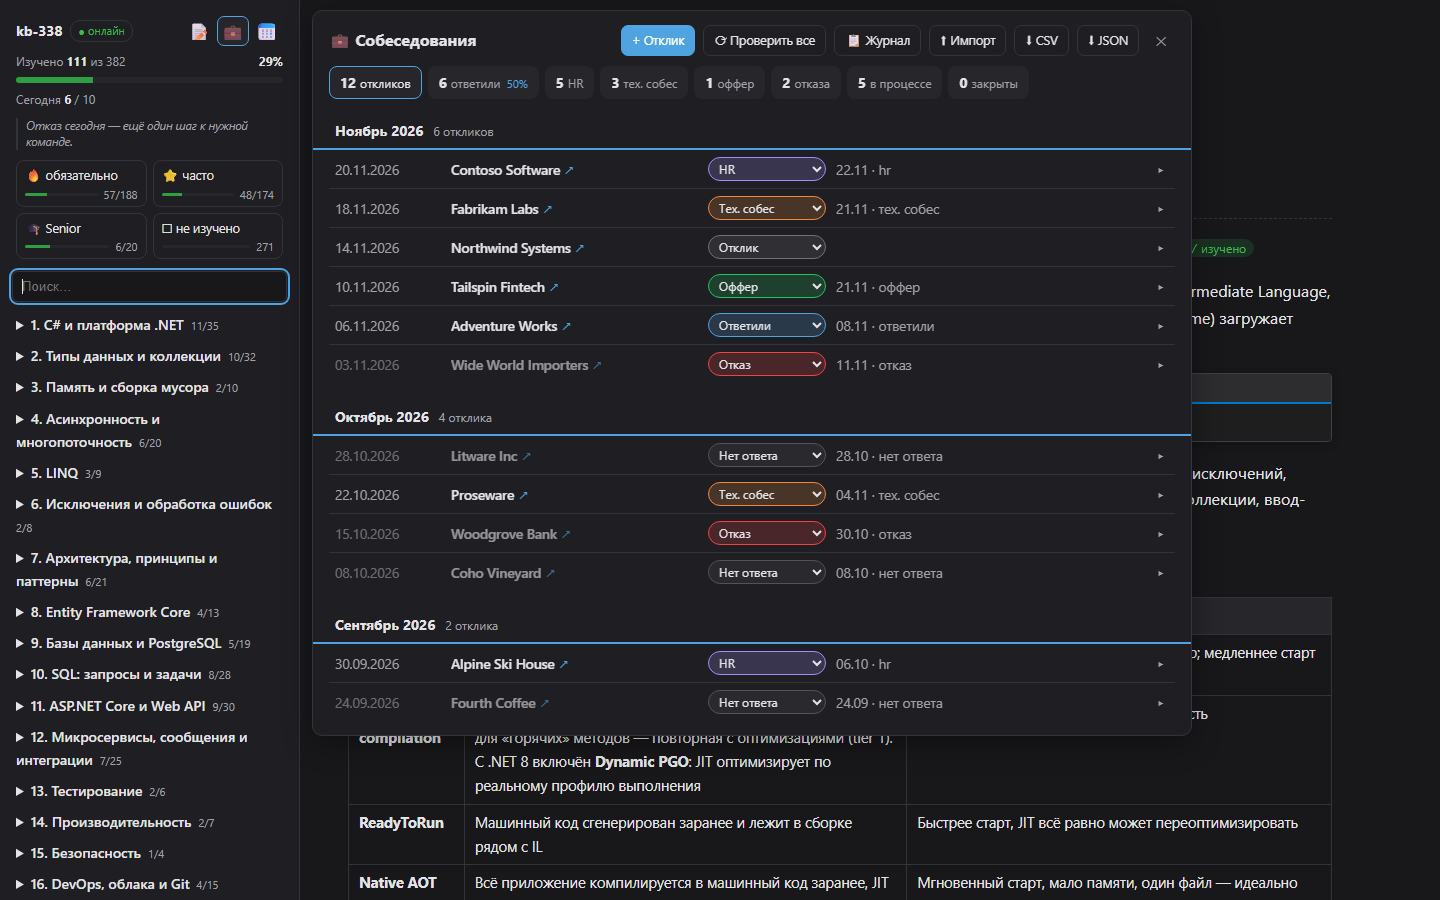 kb-338 ● онлайн
Изучено 111 из 382 29%
Сегодня 6 / 10
Отказ сегодня — ещё один шаг к нужной
команде.
обязательно
57/188
часто
48/174
Senior
6/20
не изучено
271
Поиск...
1. C# и платформа .NET 11/35
2. Типы данных и коллекции 10/32
3. Память и сборка мусора 2/10
4. Асинхронность и
многопоточность 6/20
5. LINQ 3/9
6. Исключения и обработка ошибок
2/8
7. Архитектура, принципы и
паттерны 6/21
8. Entity Framework Core 4/13
9. Базы данных и PostgreSQL 5/19
10. SQL: запросы и задачи 8/28
11. ASP.NET Core и Web API 9/30
12. Микросервисы, сообщения и
интеграции 7/25
13. Тестирование 2/6
14. Производительность 2/7
15. Безопасность 1/4
16. DevOps, облака и Git 4/15
Собеседования
+ Отклик
⟳ Проверить все
Журнал
⬆ Импорт
⬇ CSV
⬇ JSON
×
12 откликов
6 ответили 50%
5 HR
3 тех. собес
1 оффер
2 отказа
5 в процессе
0 закрыты
Ноябрь 2026 6 откликов
20.11.2026 Contoso Software ↗ HR 22.11 · hr
18.11.2026 Fabrikam Labs ↗ Тех. собес 21.11 · тех. собес
14.11.2026 Northwind Systems ↗ Отклик
10.11.2026 Tailspin Fintech ↗ Оффер 21.11 · оффер
06.11.2026 Adventure Works ↗ Ответили 08.11 · ответили
03.11.2026 Wide World Importers ↗ Отказ 11.11 · отказ
Октябрь 2026 4 отклика
28.10.2026 Litware Inc ↗ Нет ответа 28.10 · нет ответа
22.10.2026 Proseware ↗ Тех. собес 04.11 · тех. собес
15.10.2026 Woodgrove Bank ↗ Отказ 30.10 · отказ
08.10.2026 Coho Vineyard ↗ Нет ответа 08.10 · нет ответа
Сентябрь 2026 2 отклика
30.09.2026 Alpine Ski House ↗ HR 06.10 · hr
24.09.2026 Fourth Coffee ↗ Нет ответа 24.09 · нет ответа
✓ изучено
rmediate Language,
me) загружает
исключений,
оллекции, ввод-
о; медленнее старт
сть
compilation
для «горячих» методов — повторная с оптимизациями (tier 1).
С .NET 8 включён Dynamic PGO: JIT оптимизирует по
реальному профилю выполнения
ReadyToRun
Машинный код сгенерирован заранее и лежит в сборке
рядом с IL
Быстрее старт, JIT всё равно может переоптимизировать
Native AOT
Всё приложение компилируется в машинный код заранее, JIT
Мгновенный старт, мало памяти, один файл — идеально